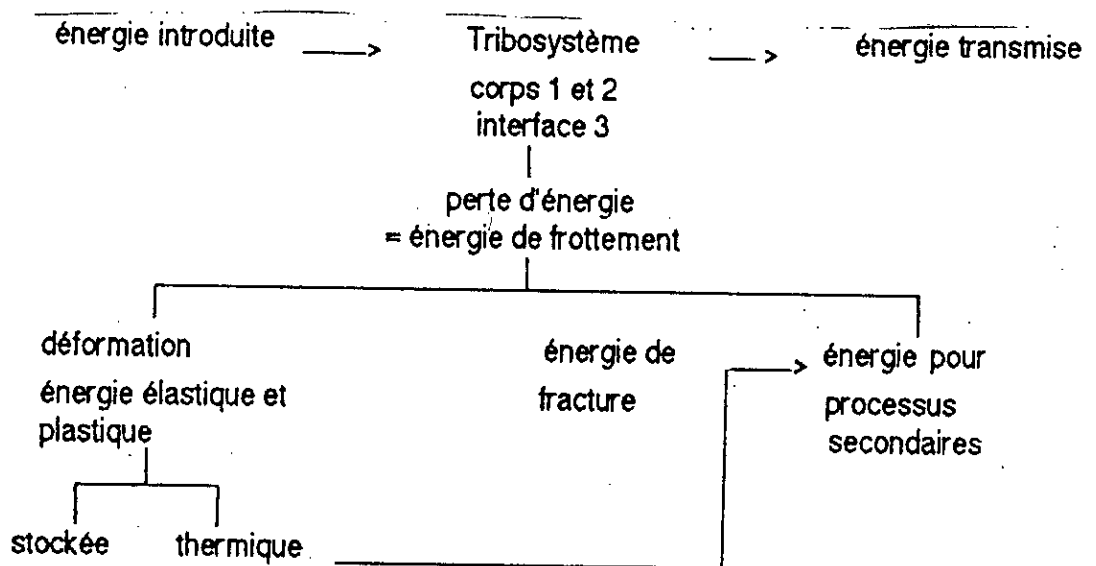 énergie introduite
Tribosystème
énergie transmise
corps 1 et 2
interface 3
perte d'énergie
= énergie de frottement
déformation
énergie élastique et
plastique
énergie de
fracture
énergie pour
processus
secondaires
stockée
thermique